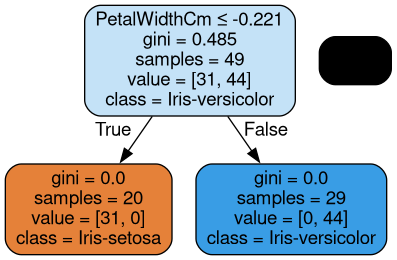 PetalWidthCm ≤ -0.221
gini = 0.485
samples = 49
value = [31, 44]
class = Iris-versicolor
True
False
gini = 0.0
samples = 20
value = [31, 0]
class = Iris-setosa
gini = 0.0
samples = 29
value = [0, 44]
class = Iris-versicolor